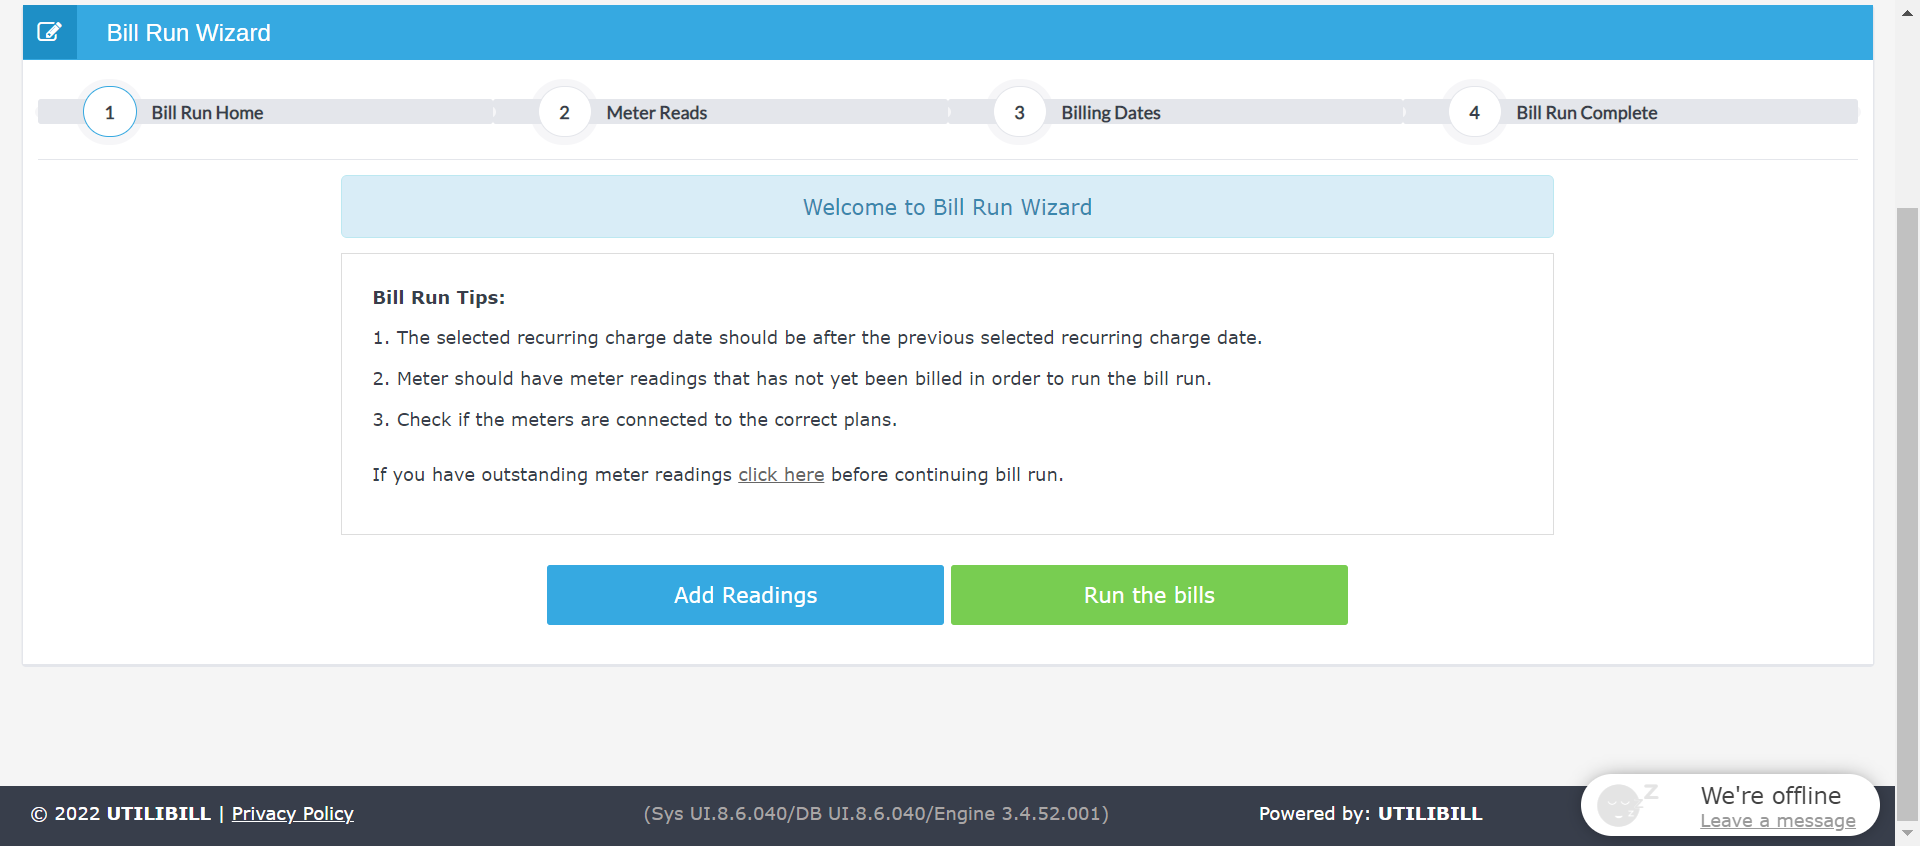 Bill Run Wizard
1 Bill Run Home 2 Meter Reads 3 Billing Dates 4 Bill Run Complete
Welcome to Bill Run Wizard
Bill Run Tips:
1. The selected recurring charge date should be after the previous selected recurring charge date.
2. Meter should have meter readings that has not yet been billed in order to run the bill run.
3. Check if the meters are connected to the correct plans.
If you have outstanding meter readings click here before continuing bill run.
Add Readings Run the bills
© 2022 UTILIBILL | Privacy Policy (Sys UI.8.6.040/DB UI.8.6.040/Engine 3.4.52.001) Powered by: UTILIBILL
We're offline
Leave a message